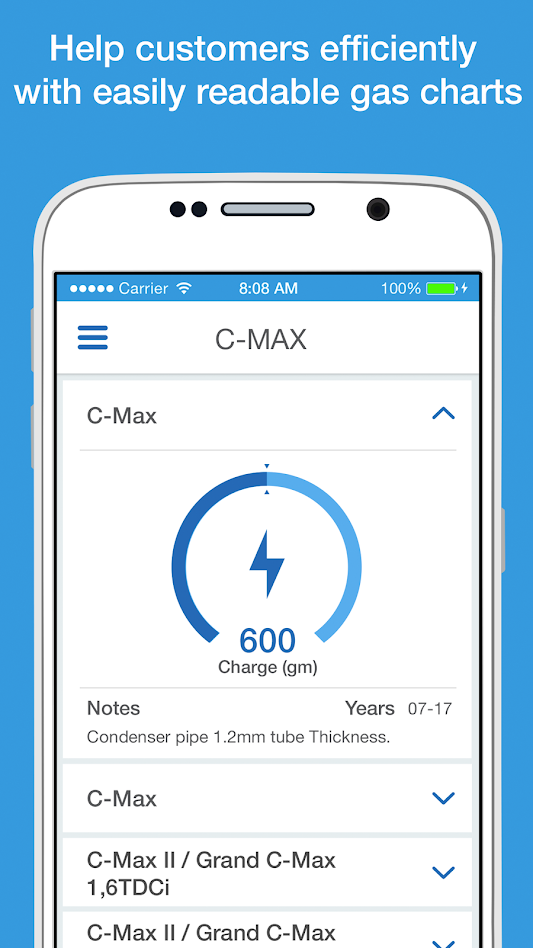 Help customers efficiently
with easily readable gas charts
Carrier 8:08 AM 100%
C-MAX
C-Max
600
Charge (gm)
Notes Years 07-17
Condenser pipe 1.2mm tube Thickness.
C-Max
C-Max II / Grand C-Max
1,6TDCi
C-Max II / Grand C-Max